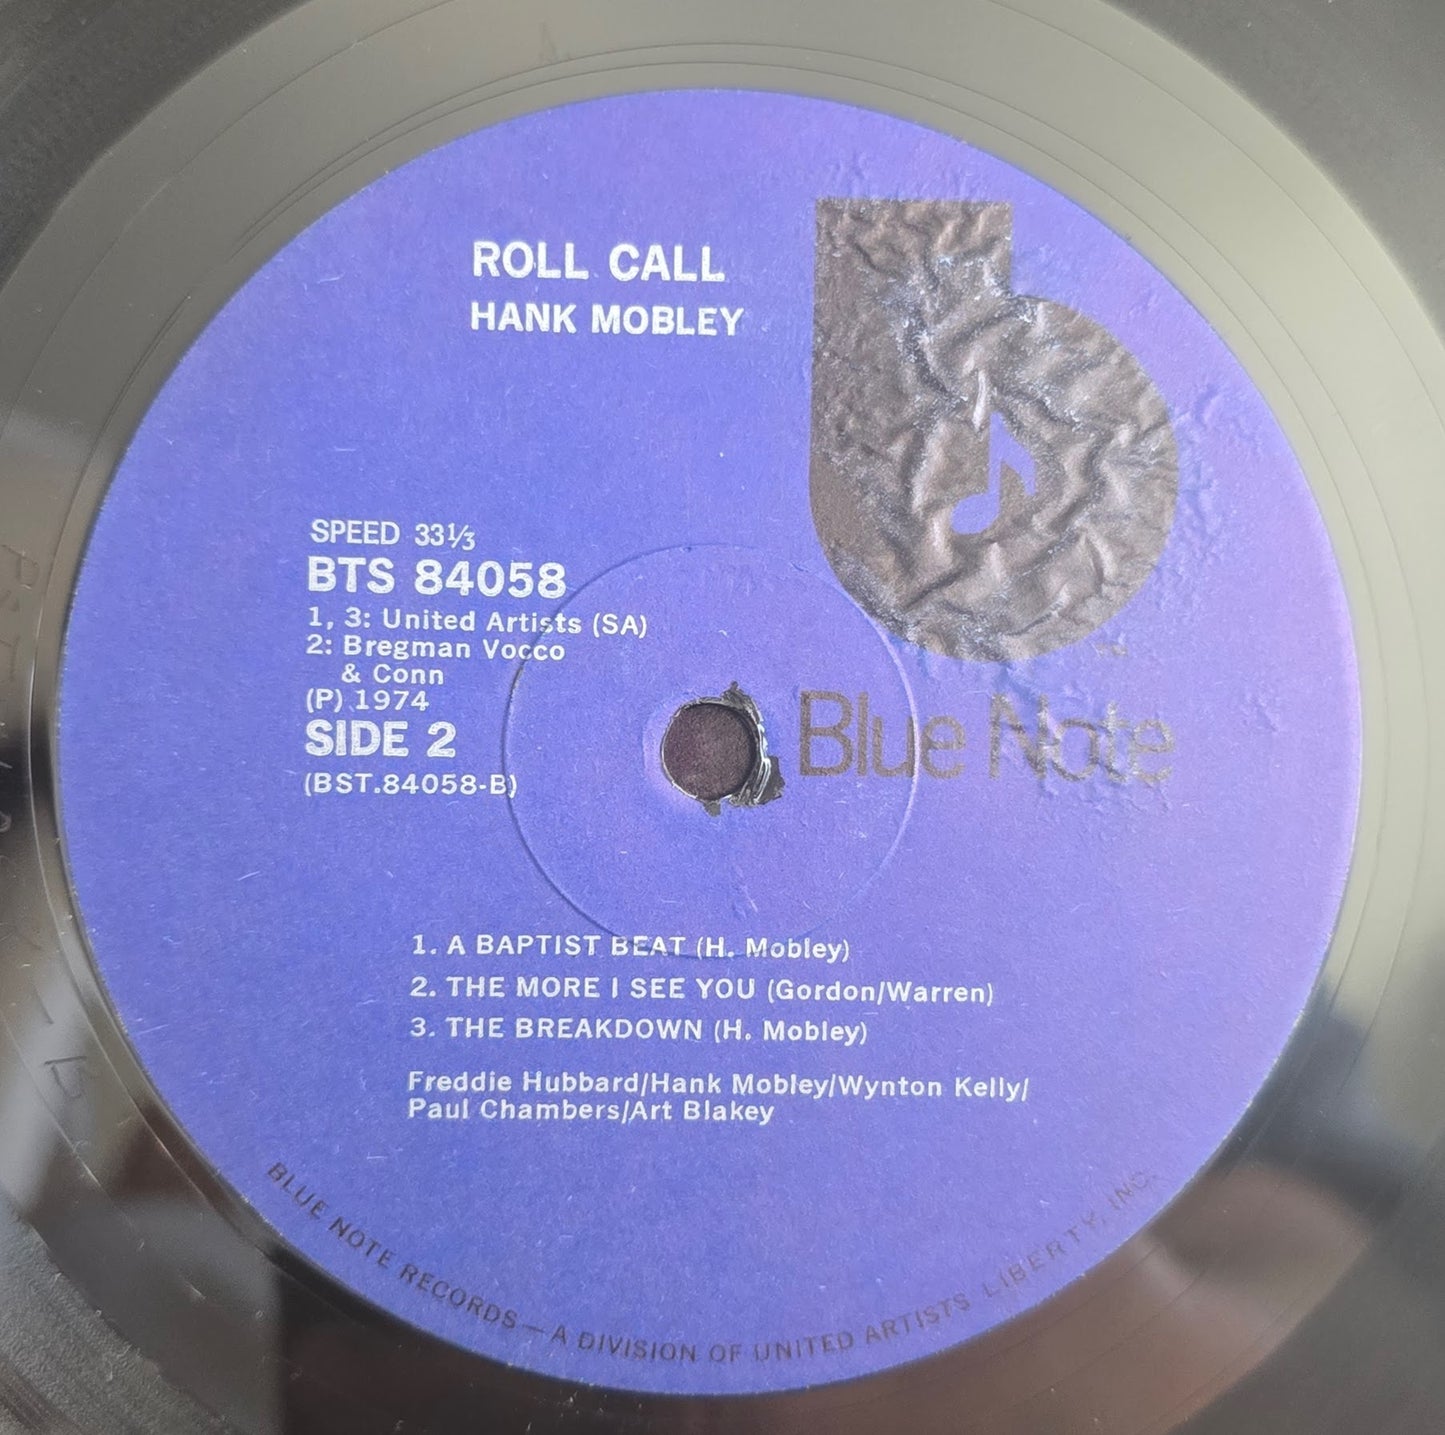 ROLL CALL
HANK MOBLEY
SPEED 33⅓
BTS 84058
1, 3: United Artists (SA)
2: Bregman Vocco
& Conn
(P) 1974
SIDE 2
(BST.84058-B)
Blue Note
1. A BAPTIST BEAT (H. Mobley)
2. THE MORE I SEE YOU (Gordon/Warren)
3. THE BREAKDOWN (H. Mobley)
Freddie Hubbard/Hank Mobley/Wynton Kelly/
Paul Chambers/Art Blakey
BLUE NOTE RECORDS—A DIVISION OF UNITED ARTISTS LIBERTY, INC.